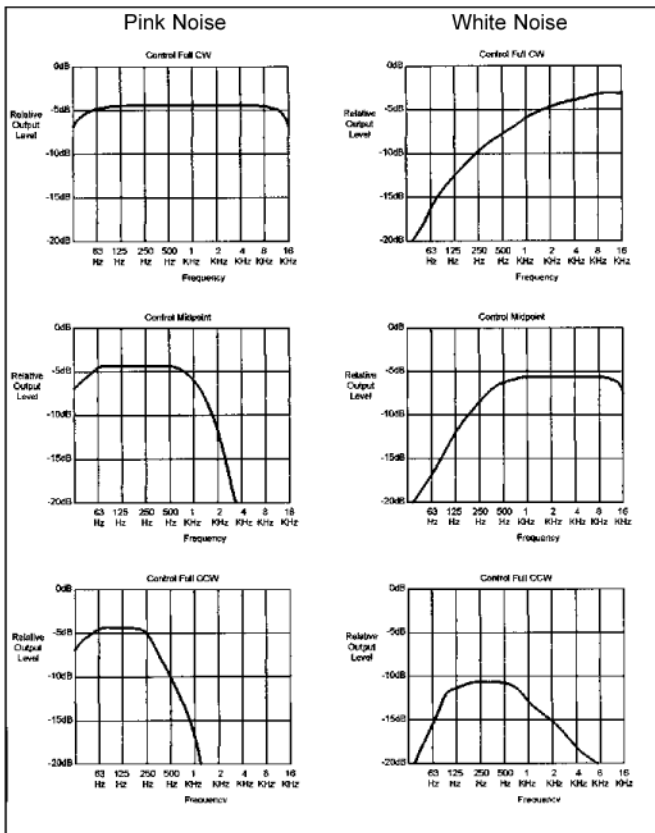 Pink Noise
White Noise
Control Full CW
0dB
Relative
Output
Level
-5dB
-10dB
-15dB
-20dB
63 125 250 500 1 2 4 8 16
Hz Hz Hz Hz KHz KHz KHz KHz KHz
Frequency
Control Full CW
0dB
Relative
Output
Level
-5dB
-10dB
-15dB
-20dB
63 125 250 500 1 2 4 8 16
Hz Hz Hz Hz KHz KHz KHz KHz KHz
Frequency
Control Midpoint
0dB
Relative
Output
Level
-5dB
-10dB
-15dB
-20dB
63 125 250 500 1 2 4 8 16
Hz Hz Hz Hz KHz KHz KHz KHz KHz
Frequency
Control Midpoint
0dB
Relative
Output
Level
-5dB
-10dB
-15dB
-20dB
63 125 250 500 1 2 4 8 16
Hz Hz Hz Hz KHz KHz KHz KHz KHz
Frequency
Control Full CCW
0dB
Relative
Output
Level
-5dB
-10dB
-15dB
-20dB
63 125 250 500 1 2 4 8 16
Hz Hz Hz Hz KHz KHz KHz KHz KHz
Frequency
Control Full CCW
0dB
Relative
Output
Level
-5dB
-10dB
-15dB
-20dB
63 125 250 500 1 2 4 8 16
Hz Hz Hz Hz KHz KHz KHz KHz KHz
Frequency